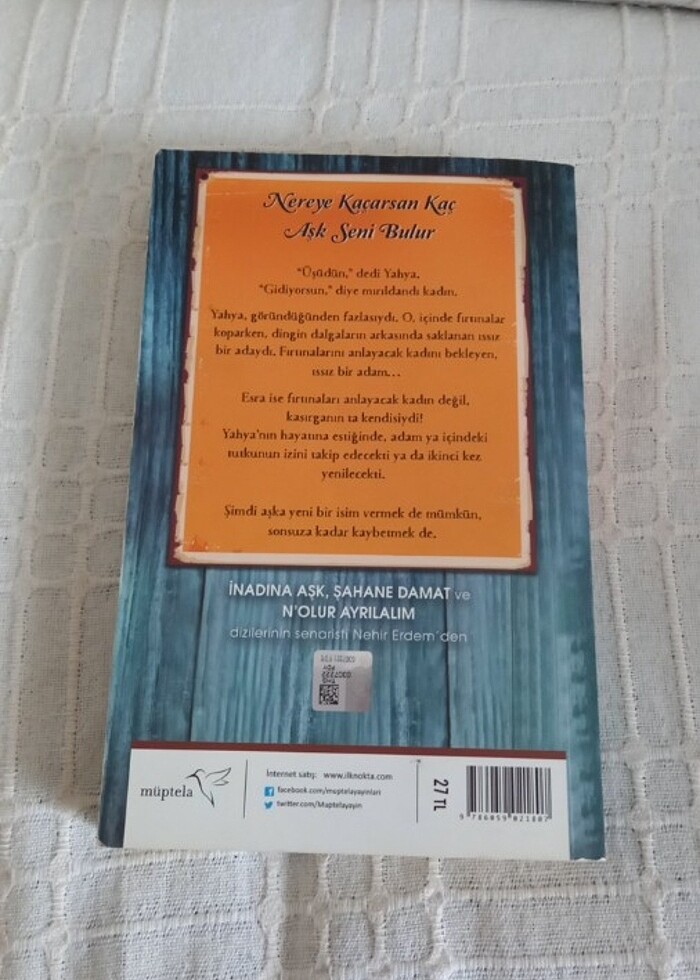 Nereye Kaçarsan Kaç
Aşk Seni Bulur
"Üşüdün," dedi Yahya.
"Gidiyorsun," diye mırıldandı kadın.
Yahya, göründüğünden fazlasıydı. O, içinde fırtınalar
koparken, dingin dalgaların arkasında saklanan ıssız
bir adaydı. Fırtınalarını anlayacak kadını bekleyen,
ıssız bir adam...
Esra ise fırtınaları anlayacak kadın değil,
kasırganın ta kendisiydi!
Yahya'nın hayatına estiğinde, adam ya içindeki
tutkunun izini takip edecekti ya da ikinci kez
yenilecekti.
Şimdi aşka yeni bir isim vermek de mümkün,
sonsuza kadar kaybetmek de.
İNADINA AŞK, ŞAHANE DAMAT ve
N'OLUR AYRILALIM
dizilerinin senaristi Nehir Erdem'den
müptela
İnternet satış: www.ilknokta.com
facebook.com/muptelayayinlari
twitter.com/Muptelayayin
27 TL
9 786059 021807